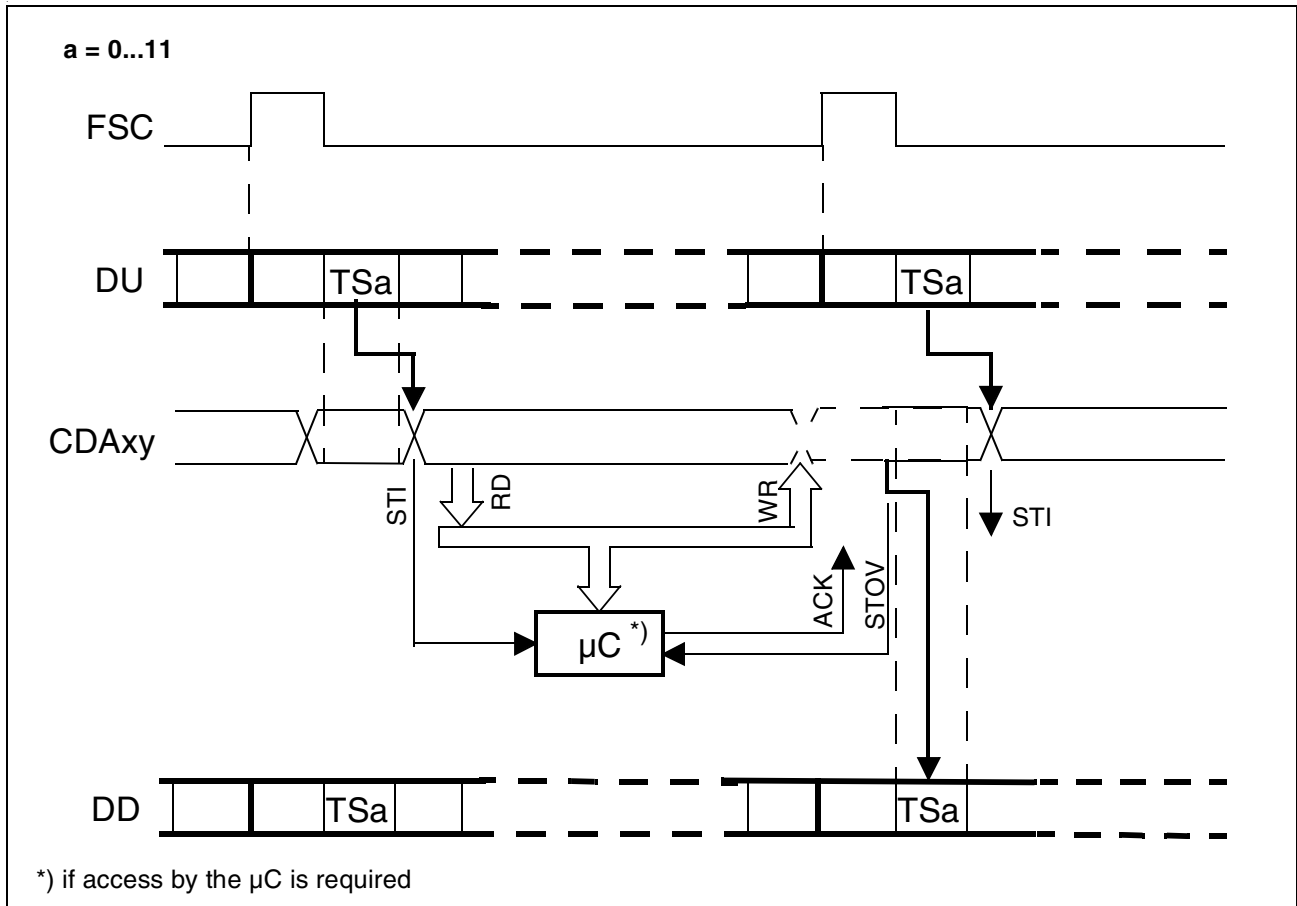 a = 0...11
FSC
DU
TSa
TSa
CDAxy
STI
RD
WR
ACK
STOV
STI
µC *)
DD
TSa
TSa
*) if access by the µC is required